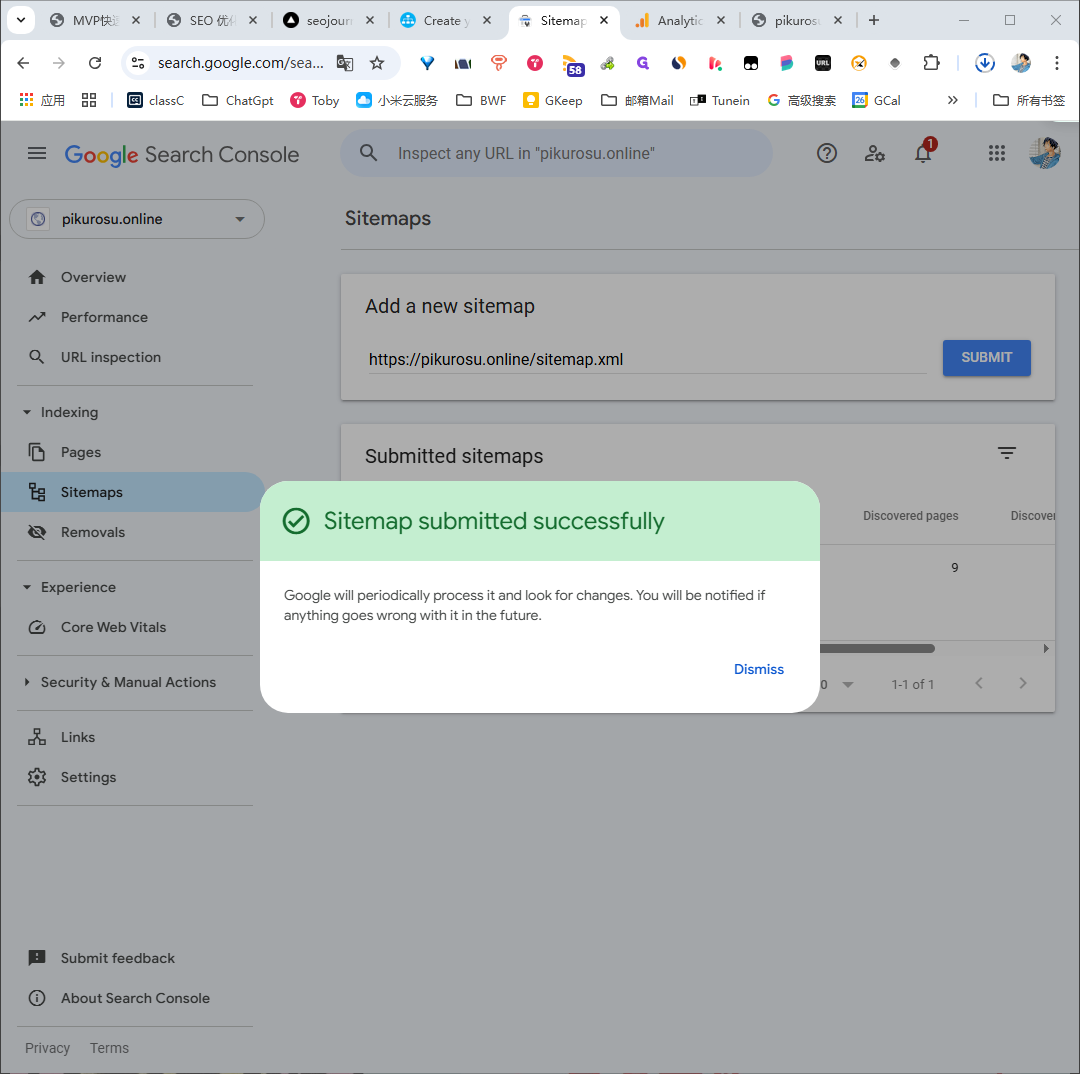 MVP快速
SEO 优化
seojourn
Create y
Sitemap
Analytic
pikurosu
search.google.com/sea...
58
URL
应用
classC
ChatGpt
Toby
小米云服务
BWF
GKeep
邮箱Mail
Tunein
高级搜索
26
GCal
所有书签
Google Search Console
Inspect any URL in "pikurosu.online"
1
pikurosu.online
Sitemaps
Overview
Performance
URL inspection
Indexing
Pages
Sitemaps
Removals
Experience
Core Web Vitals
Security & Manual Actions
Links
Settings
Submit feedback
About Search Console
Privacy Terms
Add a new sitemap
https://pikurosu.online/sitemap.xml
SUBMIT
Submitted sitemaps
Discovered pages
Discover
9
0
1-1 of 1
Sitemap submitted successfully
Google will periodically process it and look for changes. You will be notified if
anything goes wrong with it in the future.
Dismiss